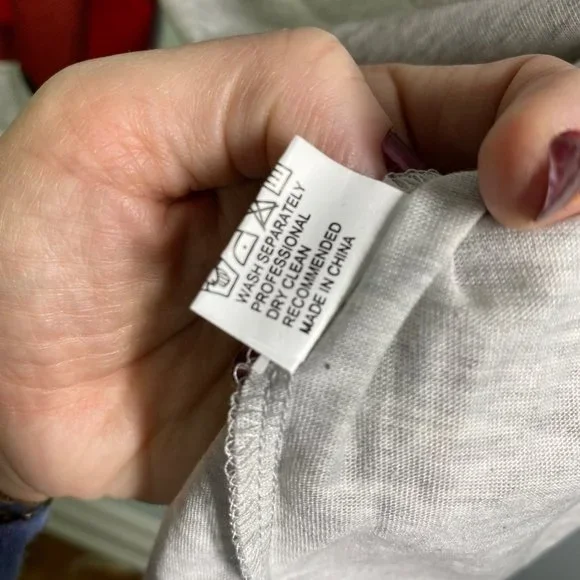 WASH SEPARATELY
PROFESSIONAL
DRY CLEAN
RECOMMENDED
MADE IN CHINA